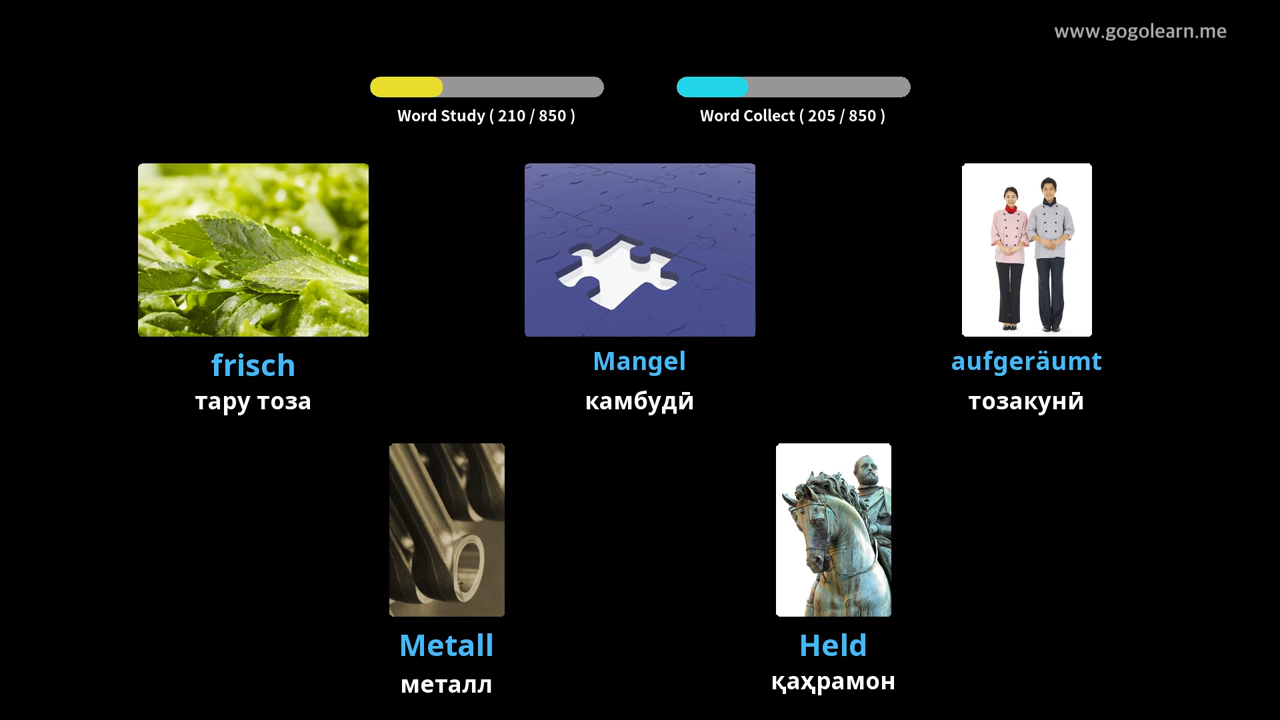 www.gogolearn.me
Word Study ( 210 / 850 )
Word Collect ( 205 / 850 )
frisch
тару тоза
Mangel
камбудӣ
aufgeräumt
тозакунӣ
Metall
металл
Held
қаҳрамон